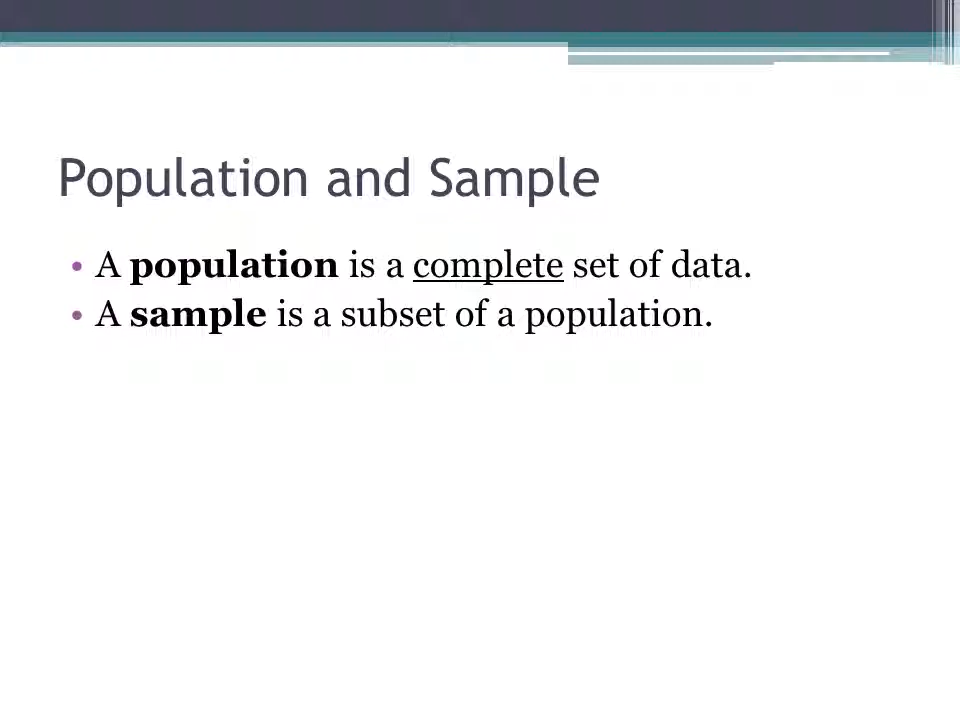 Population and Sample
• A population is a complete set of data.
• A sample is a subset of a population.